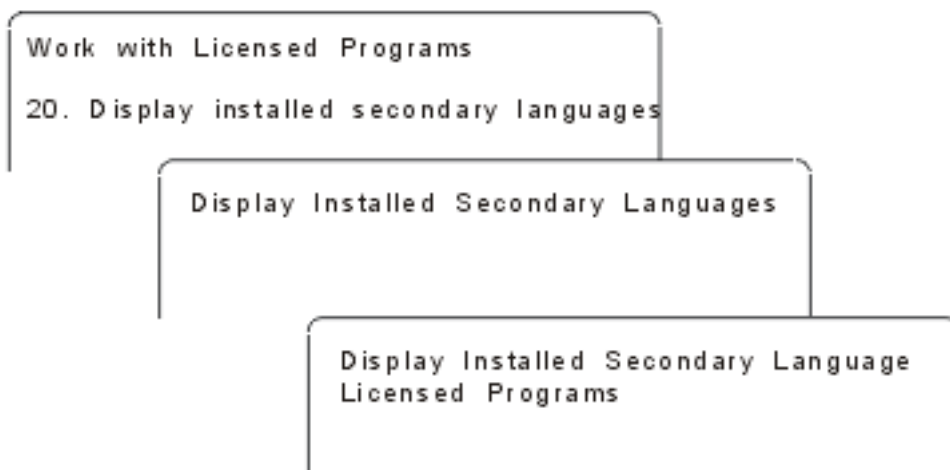 Work with Licensed Programs
20. Display installed secondary languages
Display Installed Secondary Languages
Display Installed Secondary Language
Licensed Programs